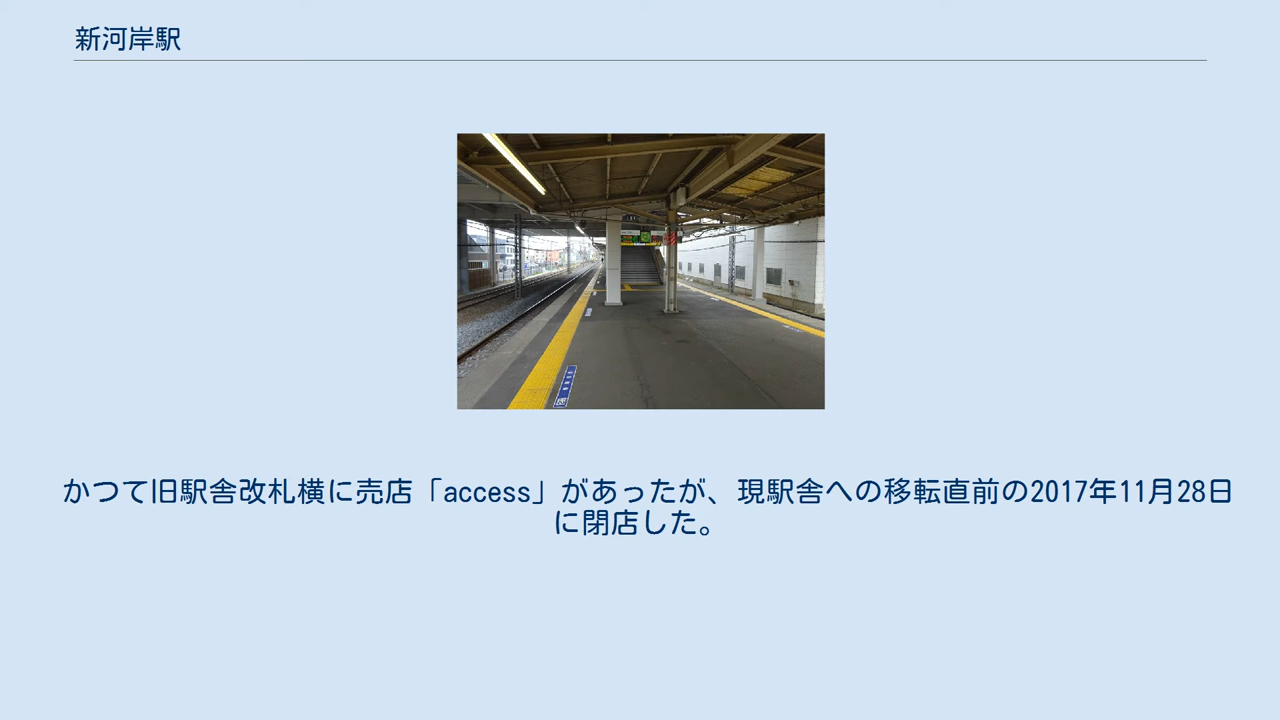 新河岸駅
かつて旧駅舎改札横に売店「access」があったが、現駅舎への移転直前の2017年11月28日
に閉店した。